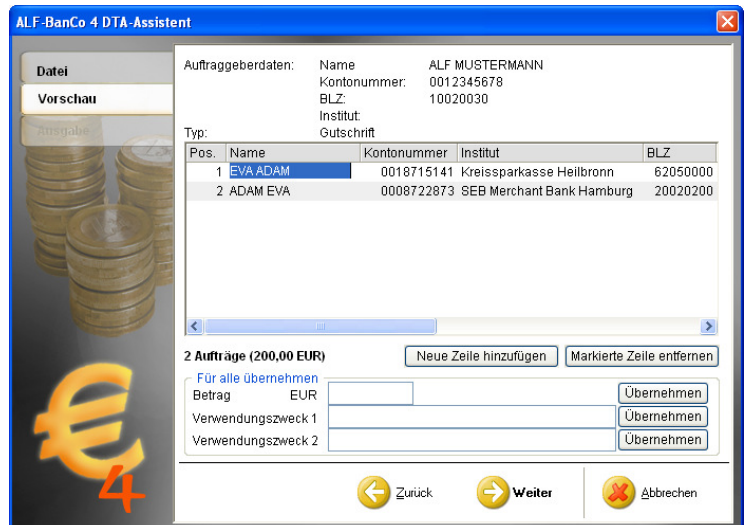 ALF-BanCo 4 DTA-Assistent
Datei
Vorschau
Ausgabe
Auftraggeberdaten: Name ALF MUSTERMANN
Kontonummer: 0012345678
BLZ: 10020030
Institut:
Typ: Gutschrift
Pos. Name Kontonummer Institut BLZ
1 EVA ADAM 0018715141 Kreissparkasse Heilbronn 62050000
2 ADAM EVA 0008722873 SEB Merchant Bank Hamburg 20020200
2 Aufträge (200,00 EUR) Neue Zeile hinzufügen Markierte Zeile entfernen
Für alle übernehmen
Betrag EUR Übernehmen
Verwendungszweck 1 Übernehmen
Verwendungszweck 2 Übernehmen
€ 4
Zurück Weiter Abbrechen